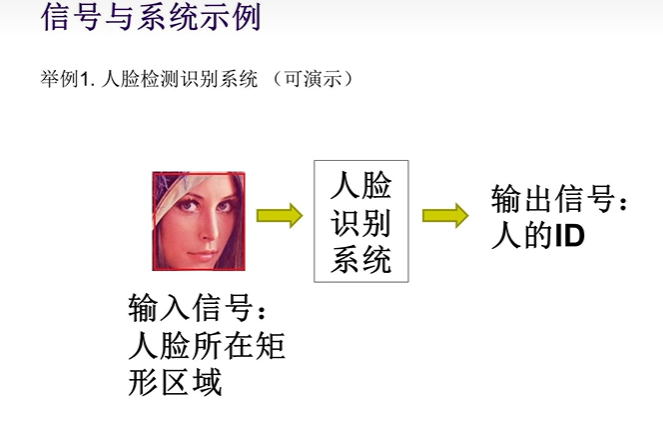 信号与系统示例
举例1. 人脸检测识别系统 （可演示）
人脸
识别
系统
输出信号：
人的ID
输入信号：
人脸所在矩
形区域